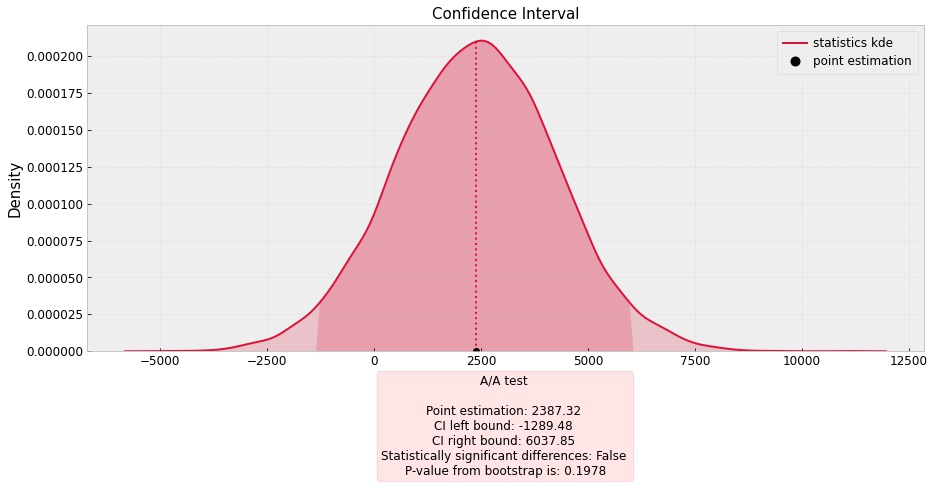 Confidence Interval
statistics kde
point estimation
Density
0.000200
0.000175
0.000150
0.000125
0.000100
0.000075
0.000050
0.000025
0.000000
−5000 −2500 0 2500 5000 7500 10000 12500
A/A test
Point estimation: 2387.32
CI left bound: -1289.48
CI right bound: 6037.85
Statistically significant differences: False
P-value from bootstrap is: 0.1978